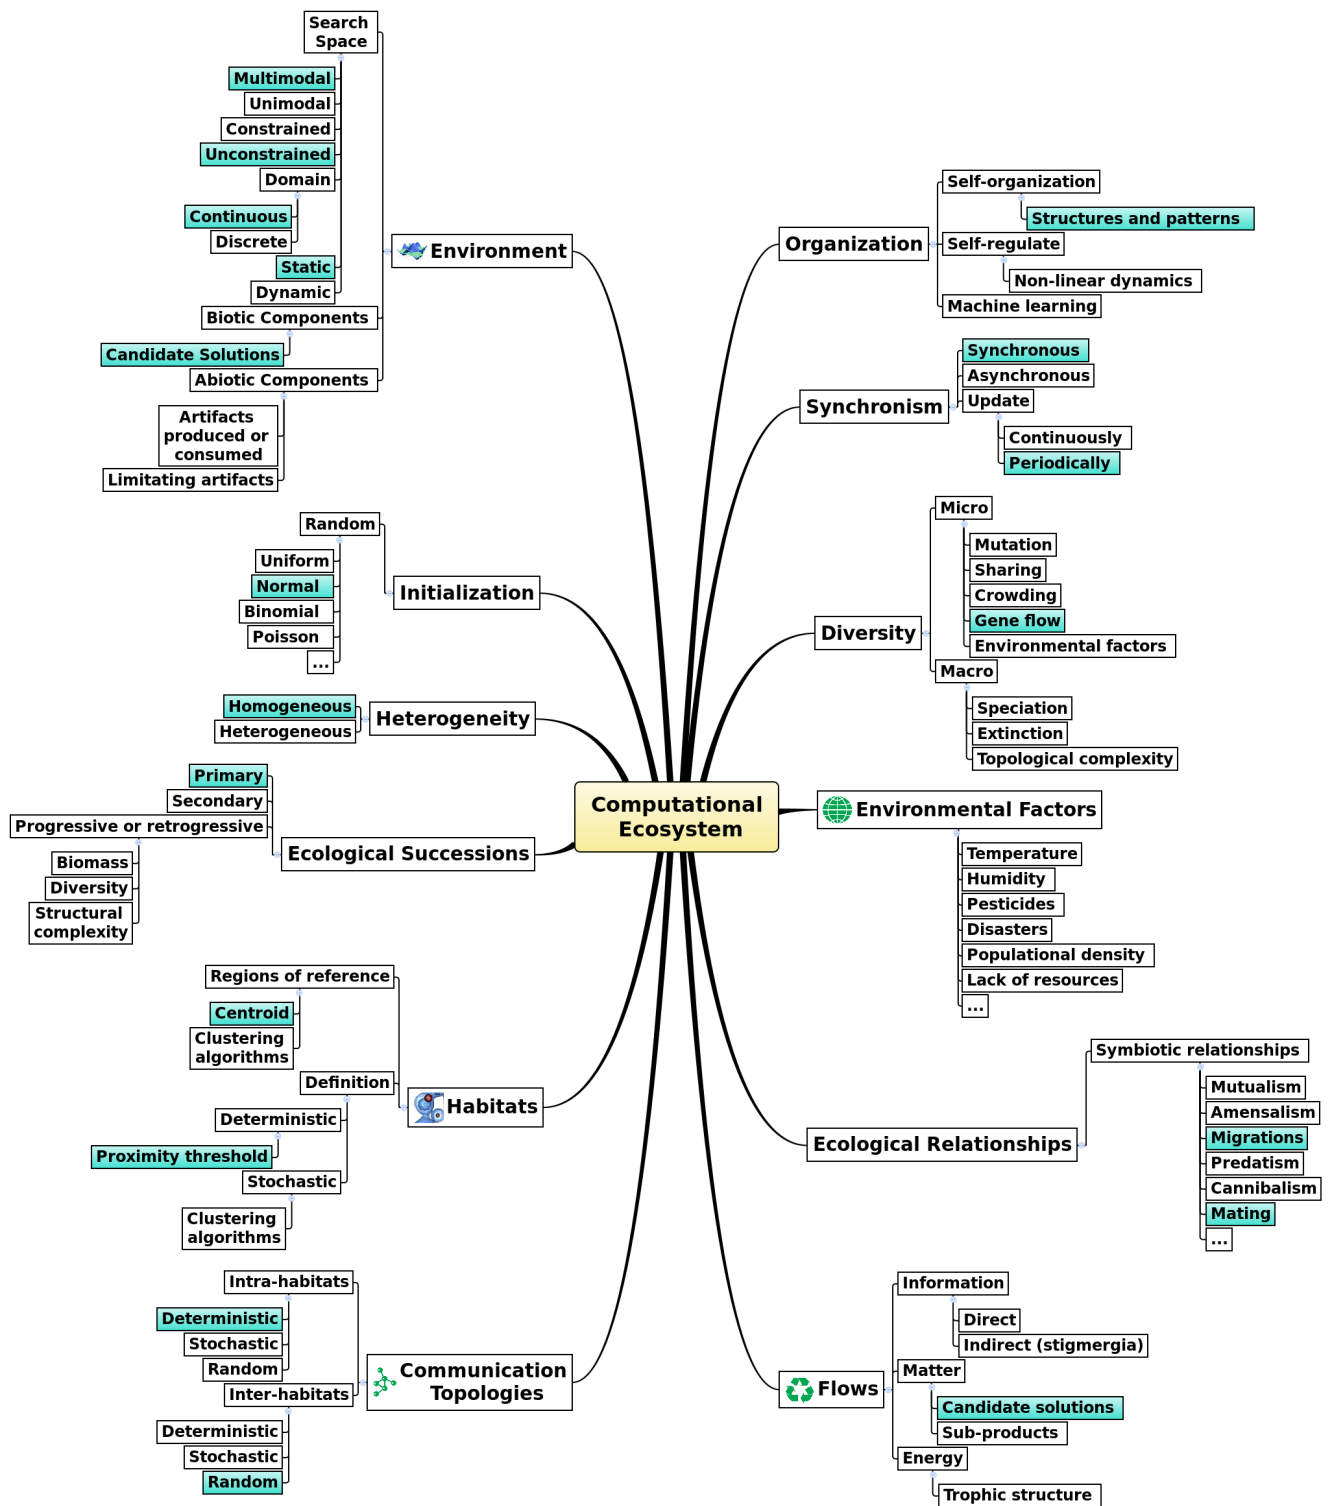 Search
Space
Multimodal
Unimodal
Constrained
Unconstrained
Domain
Continuous
Discrete
Static
Dynamic
Biotic Components
Candidate Solutions
Abiotic Components
Artifacts
produced or
consumed
Limitating artifacts
Environment
Random
Uniform
Normal
Binomial
Poisson
...
Initialization
Homogeneous
Heterogeneous
Heterogeneity
Primary
Secondary
Progressive or retrogressive
Biomass
Diversity
Structural
complexity
Ecological Successions
Regions of reference
Centroid
Clustering
algorithms
Definition
Deterministic
Proximity threshold
Stochastic
Clustering
algorithms
Habitats
Intra-habitats
Deterministic
Stochastic
Random
Inter-habitats
Deterministic
Stochastic
Random
Communication
Topologies
Computational
Ecosystem
Organization
Self-organization
Structures and patterns
Self-regulate
Non-linear dynamics
Machine learning
Synchronism
Synchronous
Asynchronous
Update
Continuously
Periodically
Diversity
Micro
Mutation
Sharing
Crowding
Gene flow
Environmental factors
Macro
Speciation
Extinction
Topological complexity
Environmental Factors
Temperature
Humidity
Pesticides
Disasters
Populational density
Lack of resources
...
Ecological Relationships
Symbiotic relationships
Mutualism
Amensalism
Migrations
Predatism
Cannibalism
Mating
...
Flows
Information
Direct
Indirect (stigmergia)
Matter
Candidate solutions
Sub-products
Energy
Trophic structure